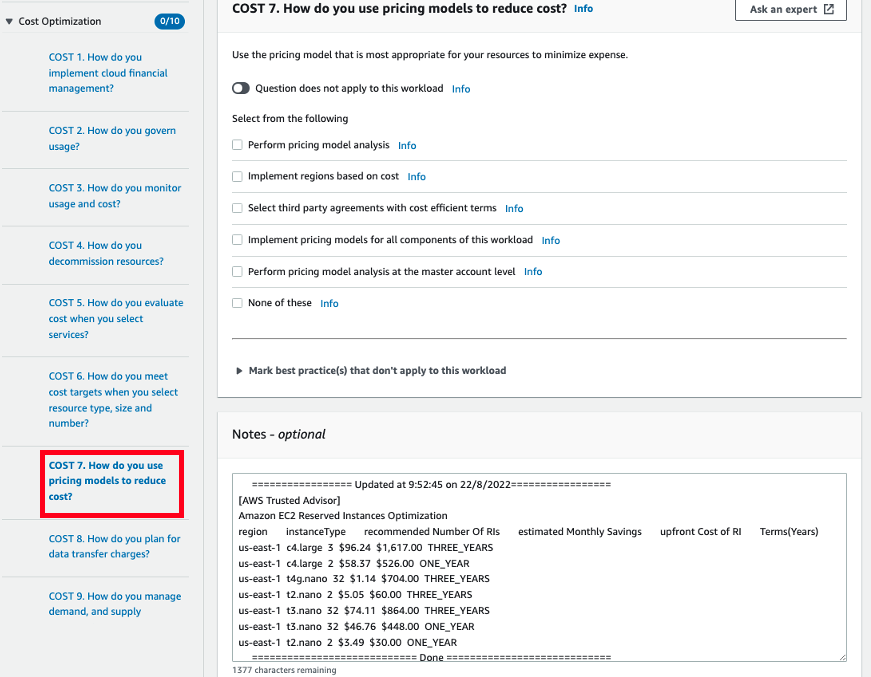 Cost Optimization
0/10
COST 1. How do you
implement cloud financial
management?
COST 2. How do you govern
usage?
COST 3. How do you monitor
usage and cost?
COST 4. How do you
decommission resources?
COST 5. How do you evaluate
cost when you select
services?
COST 6. How do you meet
cost targets when you select
resource type, size and
number?
COST 7. How do you use
pricing models to reduce
cost?
COST 8. How do you plan for
data transfer charges?
COST 9. How do you manage
demand, and supply
COST 7. How do you use pricing models to reduce cost? Info
Ask an expert
Use the pricing model that is most appropriate for your resources to minimize expense.
Question does not apply to this workload Info
Select from the following
Perform pricing model analysis Info
Implement regions based on cost Info
Select third party agreements with cost efficient terms Info
Implement pricing models for all components of this workload Info
Perform pricing model analysis at the master account level Info
None of these Info
Mark best practice(s) that don't apply to this workload
Notes - optional
================= Updated at 9:52:45 on 22/8/2022=================
[AWS Trusted Advisor]
Amazon EC2 Reserved Instances Optimization
region instanceType recommended Number Of RIs estimated Monthly Savings upfront Cost of RI Terms(Years)
us-east-1 c4.large 3 $96.24 $1,617.00 THREE_YEARS
us-east-1 c4.large 2 $58.37 $526.00 ONE_YEAR
us-east-1 t4g.nano 32 $1.14 $704.00 THREE_YEARS
us-east-1 t2.nano 2 $5.05 $60.00 THREE_YEARS
us-east-1 t3.nano 32 $74.11 $864.00 THREE_YEARS
us-east-1 t3.nano 32 $46.76 $448.00 ONE_YEAR
us-east-1 t2.nano 2 $3.49 $30.00 ONE_YEAR
============================ Done ============================
1377 characters remaining